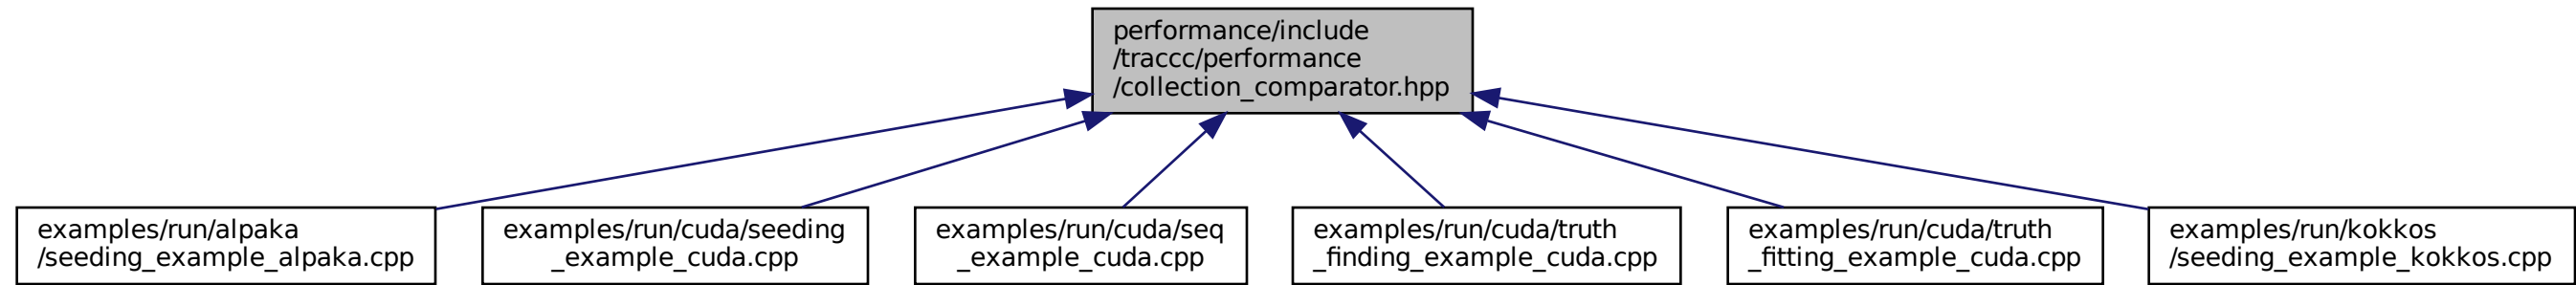 performance/include
/traccc/performance
/collection_comparator.hpp
examples/run/alpaka
/seeding_example_alpaka.cpp
examples/run/cuda/seeding
_example_cuda.cpp
examples/run/cuda/seq
_example_cuda.cpp
examples/run/cuda/truth
_finding_example_cuda.cpp
examples/run/cuda/truth
_fitting_example_cuda.cpp
examples/run/kokkos
/seeding_example_kokkos.cpp